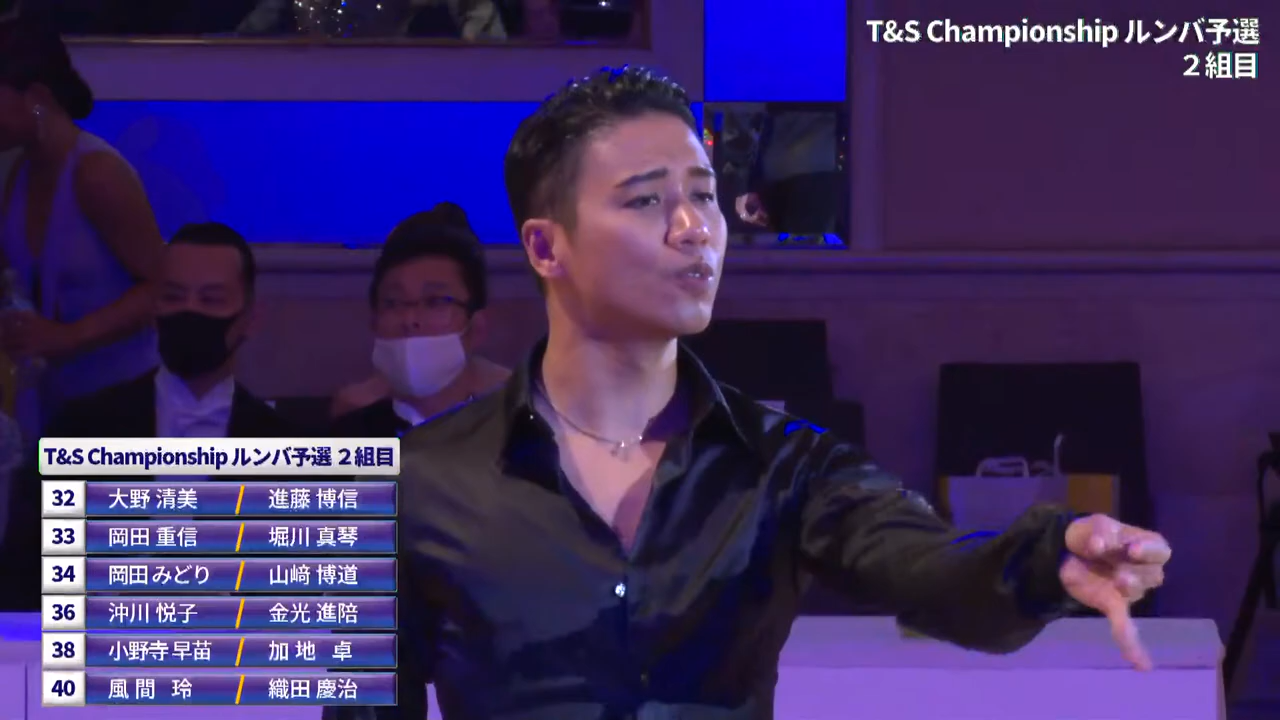 T&S Championship ルンバ予選
２組目
T&S Championship ルンバ予選 ２組目
32 大野 清美 / 進藤 博信
33 岡田 重信 / 堀川 真琴
34 岡田 みどり / 山﨑 博道
36 沖川 悦子 / 金光 進陪
38 小野寺 早苗 / 加地 卓
40 風間 玲 / 織田 慶治